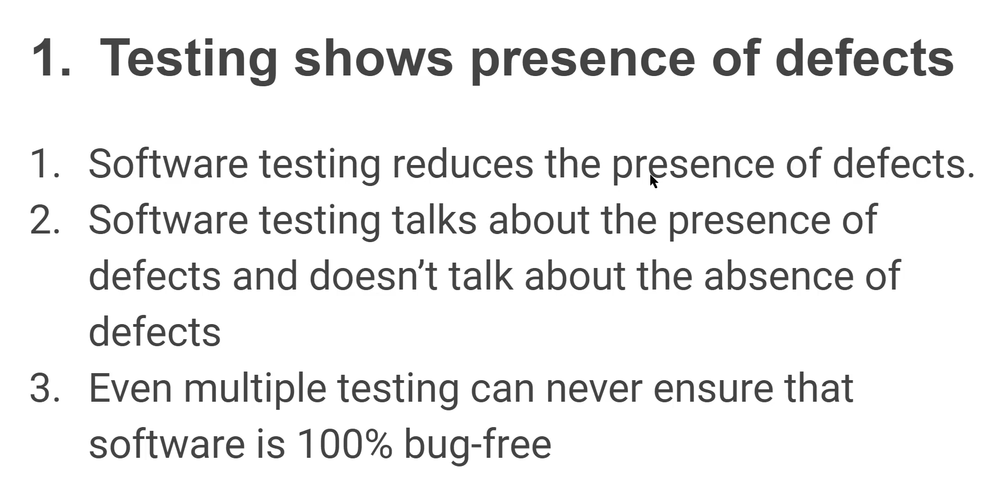 1. Testing shows presence of defects
1. Software testing reduces the presence of defects.
2. Software testing talks about the presence of
defects and doesn’t talk about the absence of
defects
3. Even multiple testing can never ensure that
software is 100% bug-free